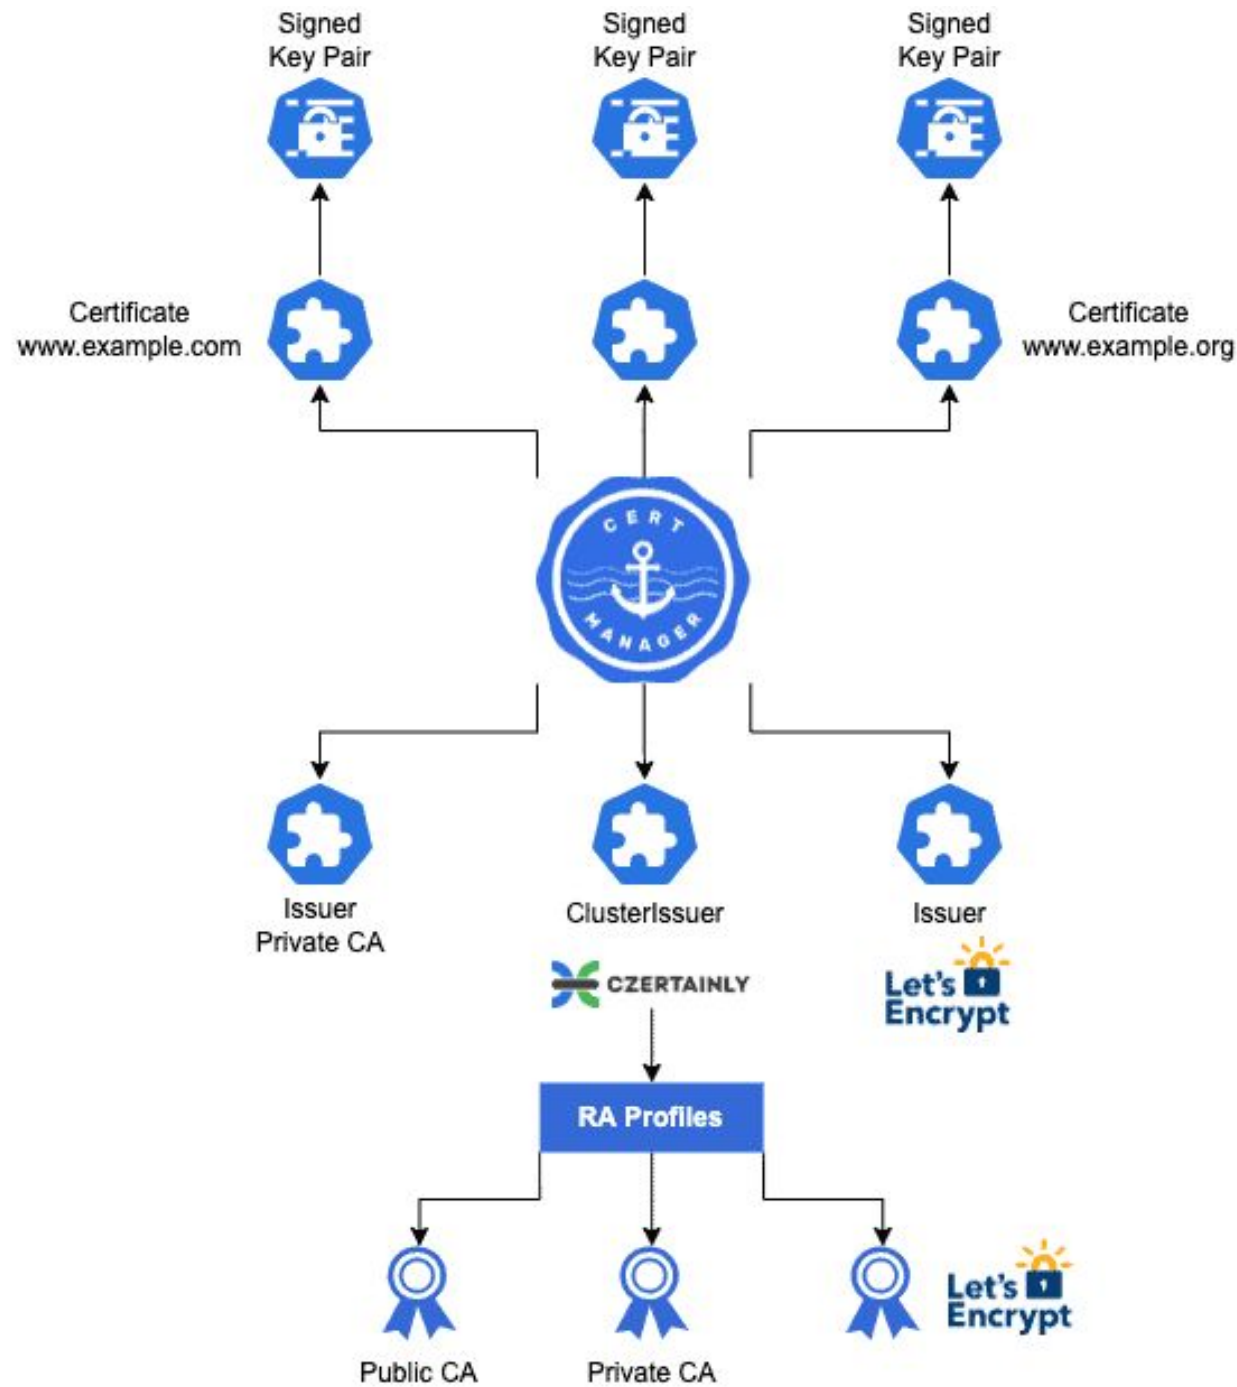 Signed
Key Pair
Signed
Key Pair
Signed
Key Pair
Certificate
www.example.com
Certificate
www.example.org
CERT
MANAGER
Issuer
Private CA
ClusterIssuer
Issuer
CZERTAINLY
Let's
Encrypt
RA Profiles
Let's
Encrypt
Public CA
Private CA